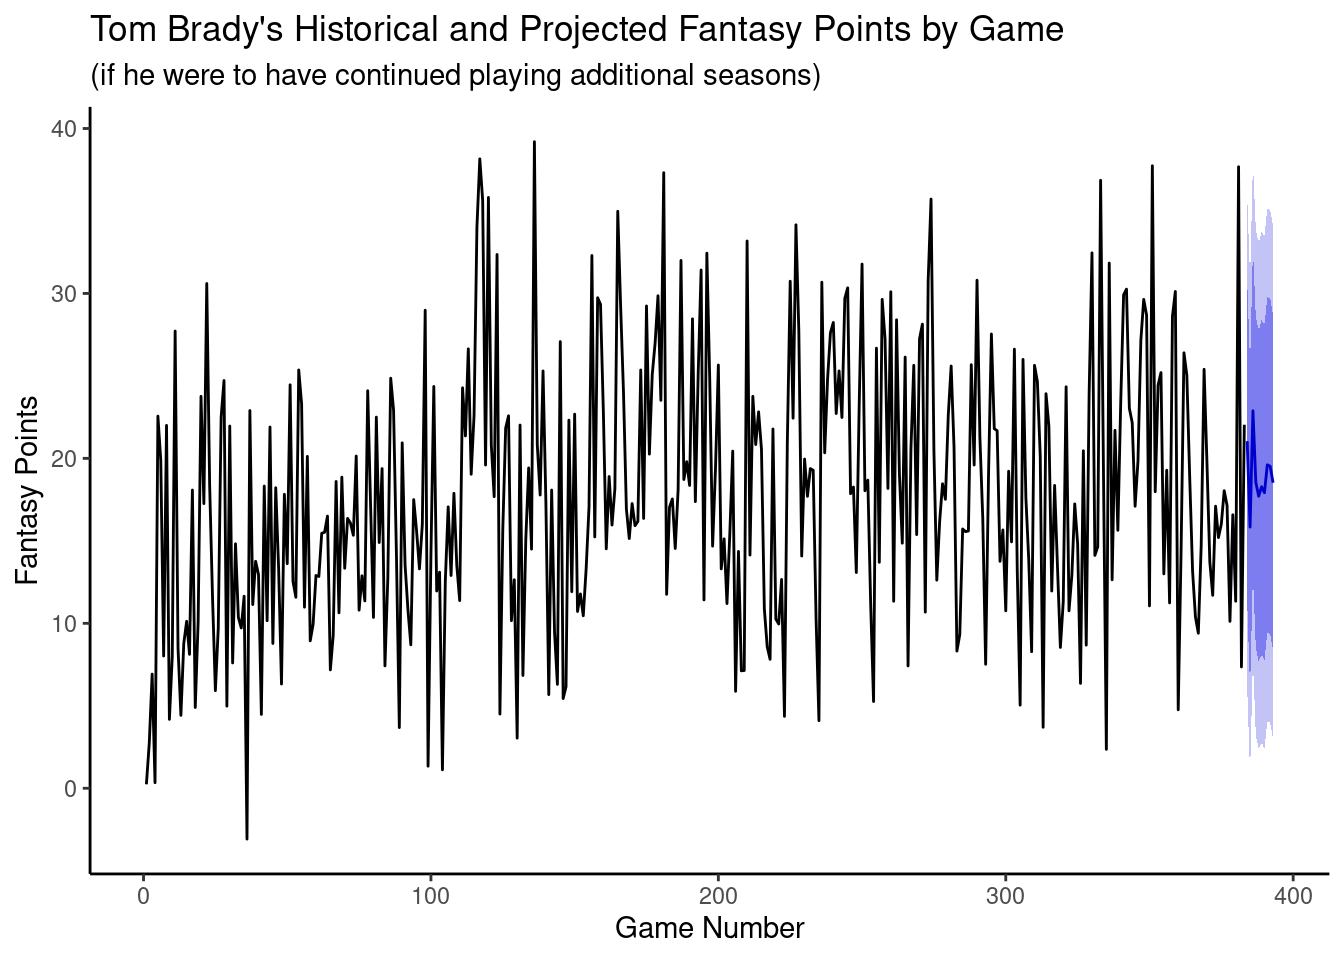 Tom Brady's Historical and Projected Fantasy Points by Game
(if he were to have continued playing additional seasons)
40
30
20
10
0
Fantasy Points
0 100 200 300 400
Game Number